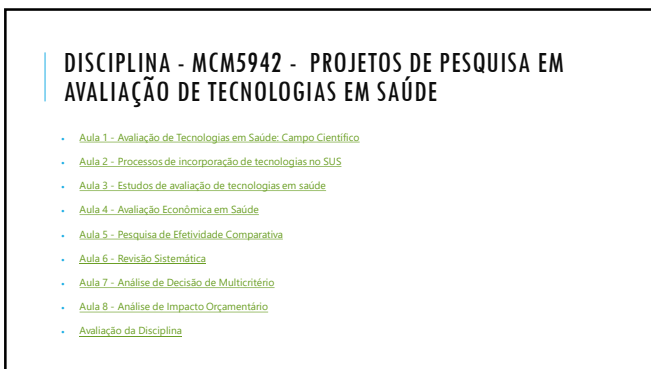 DISCIPLINA - MCM5942 - PROJETOS DE PESQUISA EM
AVALIAÇÃO DE TECNOLOGIAS EM SAÚDE
• Aula 1 - Avaliação de Tecnologias em Saúde: Campo Científico
• Aula 2 - Processos de incorporação de tecnologias no SUS
• Aula 3 - Estudos de avaliação de tecnologias em saúde
• Aula 4 - Avaliação Econômica em Saúde
• Aula 5 - Pesquisa de Efetividade Comparativa
• Aula 6 - Revisão Sistemática
• Aula 7 - Análise de Decisão de Multicritério
• Aula 8 - Análise de Impacto Orçamentário
• Avaliação da Disciplina